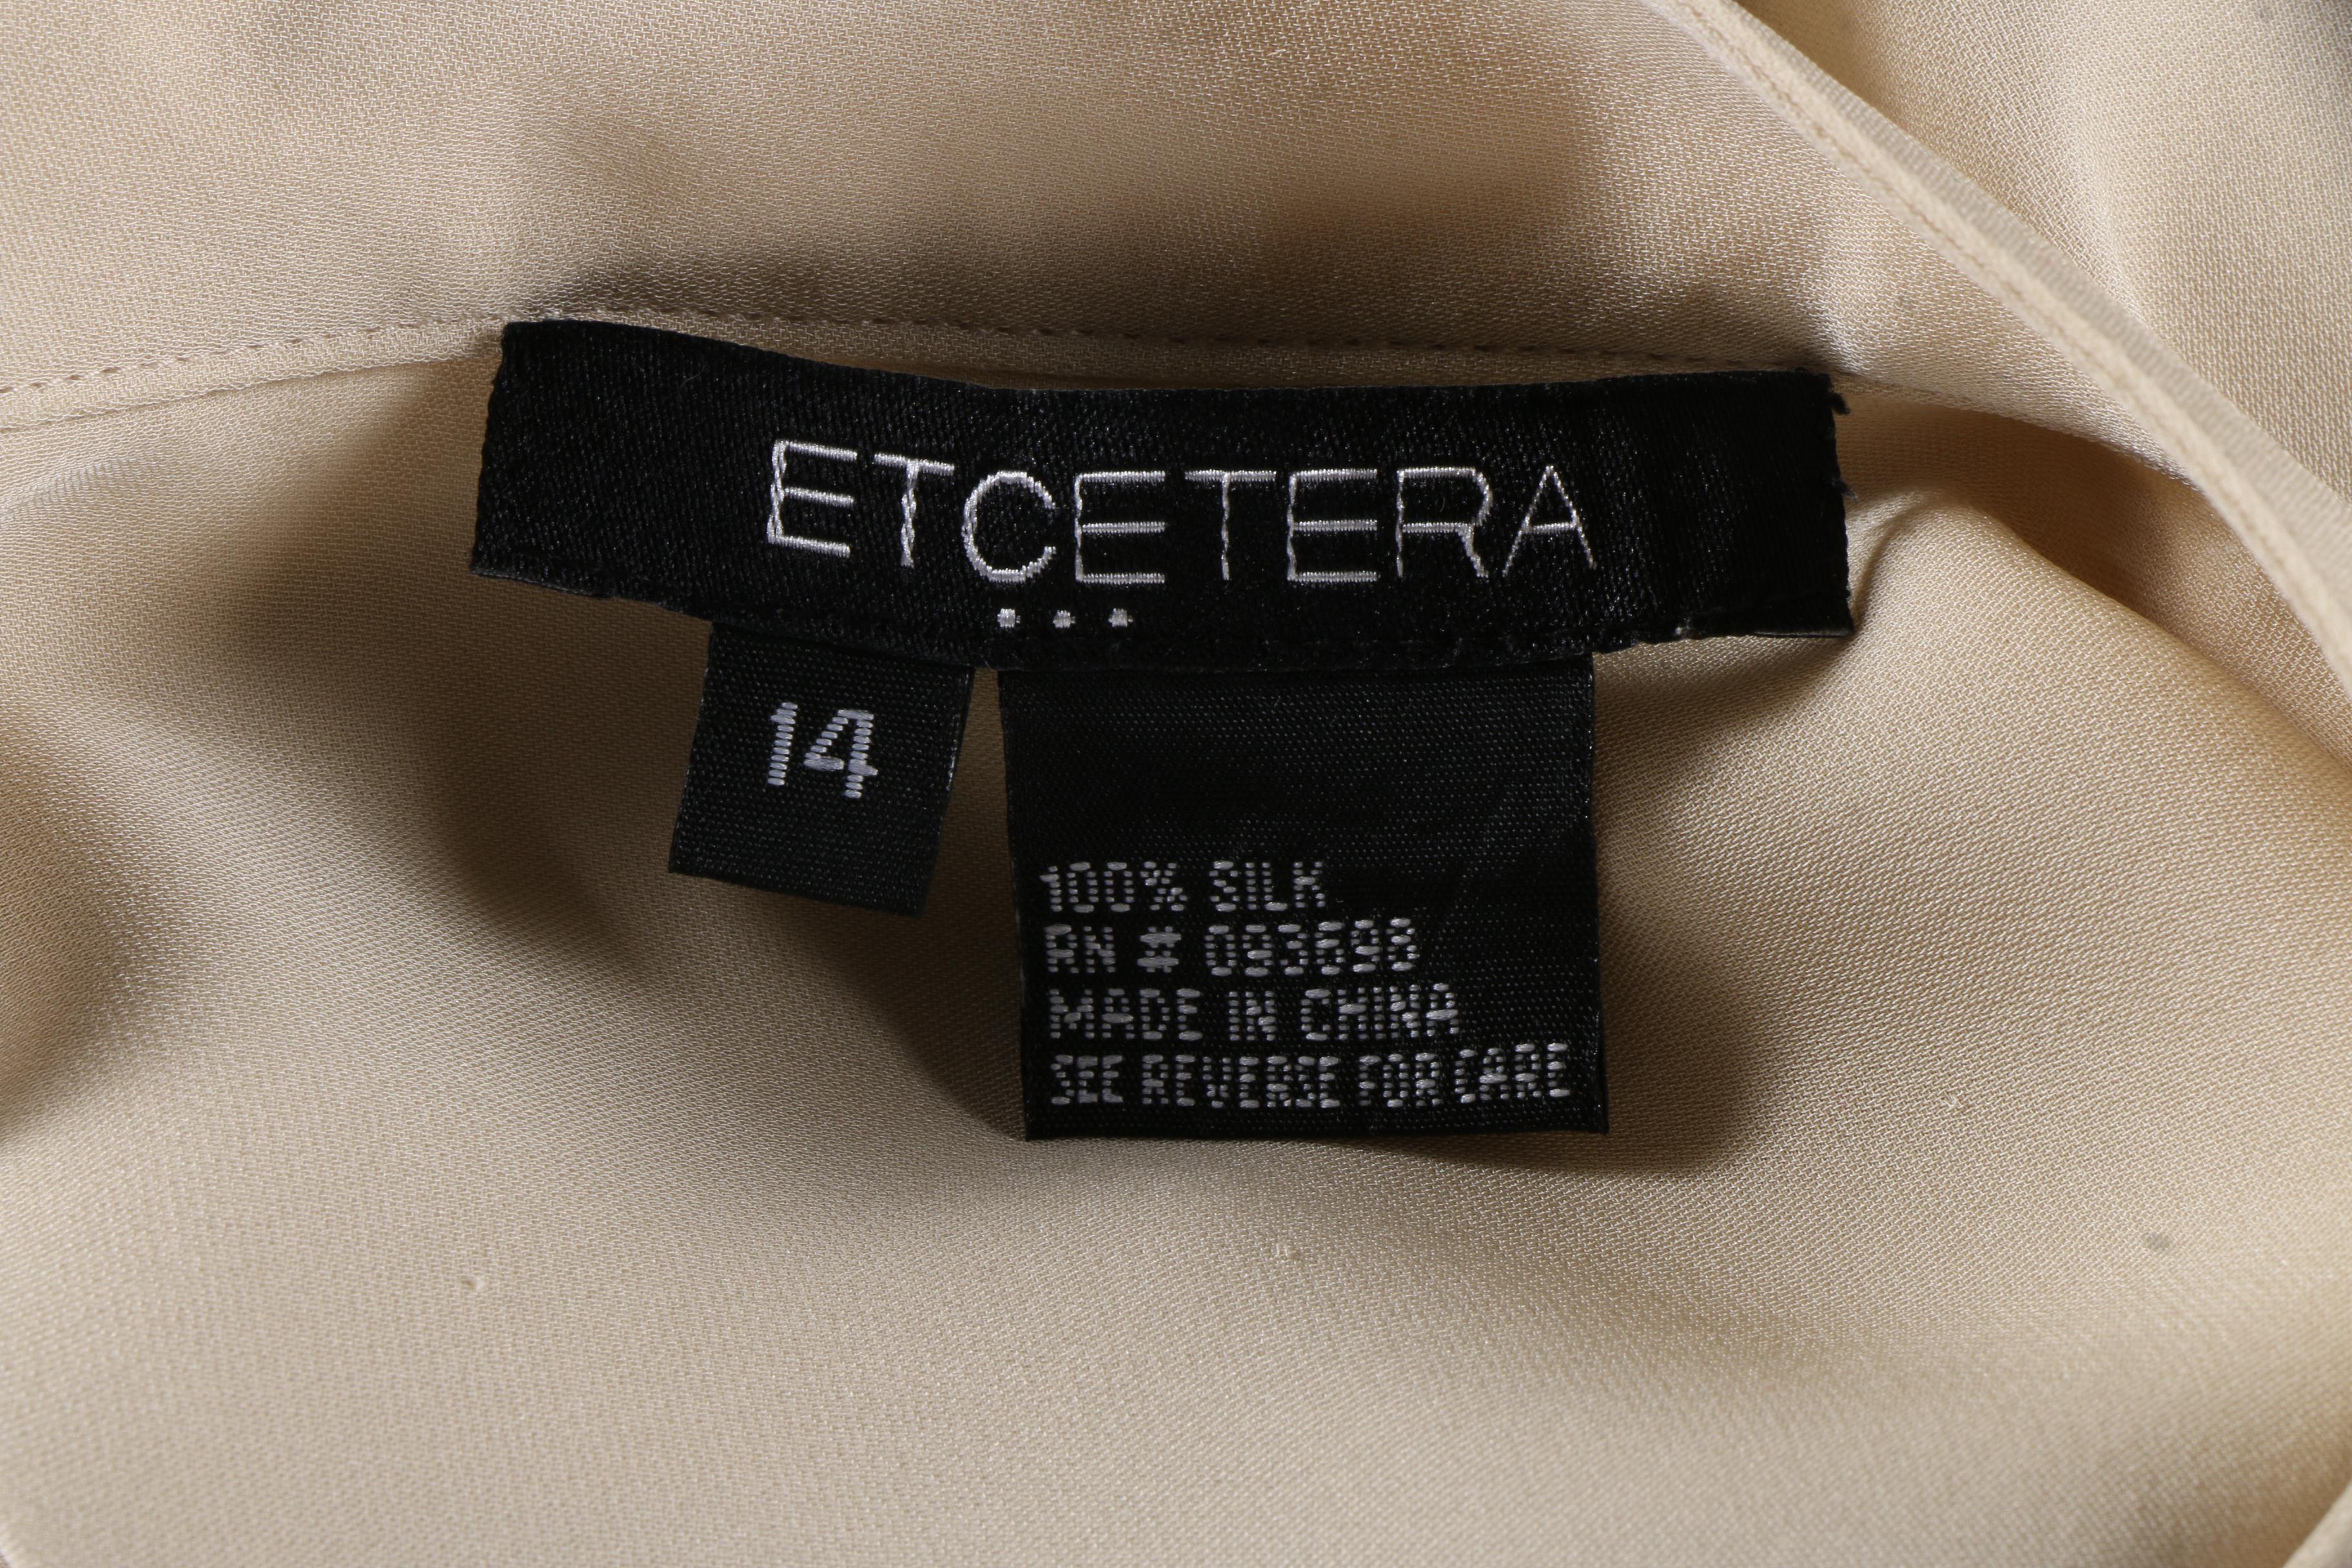 ETCETERA
...
14
100% SILK
RN # 093698
MADE IN CHINA
SEE REVERSE FOR CARE